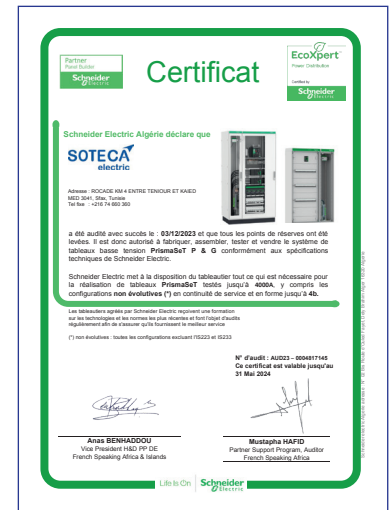 Partner
Panel Builder
Schneider
Electric
Certificat
EcoXpert
Power Distribution
Certified by
Schneider
Electric
Schneider Electric Algérie déclare que
SOTECA
électric
Adresse : ROCADE KM 4 ENTRE TENIOUR ET KAIED
MED 3041, Sfax, Tunisie
Tel fixe : +216 74 660 360
a été audité avec succès le : 03/12/2023 et que tous les points de réserves ont été
levées. Il est donc autorisé à fabriquer, assembler, tester et vendre le système de
tableaux basse tension PrismaSeT P & G conformément aux spécifications
techniques de Schneider Electric.
Schneider Electric met à la disposition du tableautier tout ce qui est nécessaire pour
la réalisation de tableaux PrismaSeT testés jusqu'à 4000A, y compris les
configurations non évolutives (*) en continuité de service et en forme jusqu'à 4b.
Les tableautiers agréés par Schneider Electric reçoivent une formation
sur les technologies et les normes les plus récentes et font l'objet d'audits
régulièrement afin de s'assurer qu'ils fournissent le meilleur service
(*) non évolutives : toutes les configurations excluant l'IS223 et IS233
N° d'audit : AUD23 – 0004817145
Ce certificat est valable jusqu'au
31 Mai 2024
Anas BENHADDOU
Vice President H&D PP DE
French Speaking Africa & Islands
Mustapha HAFID
Partner Support Program, Auditor
French Speaking Africa
Life Is On
Schneider
Electric